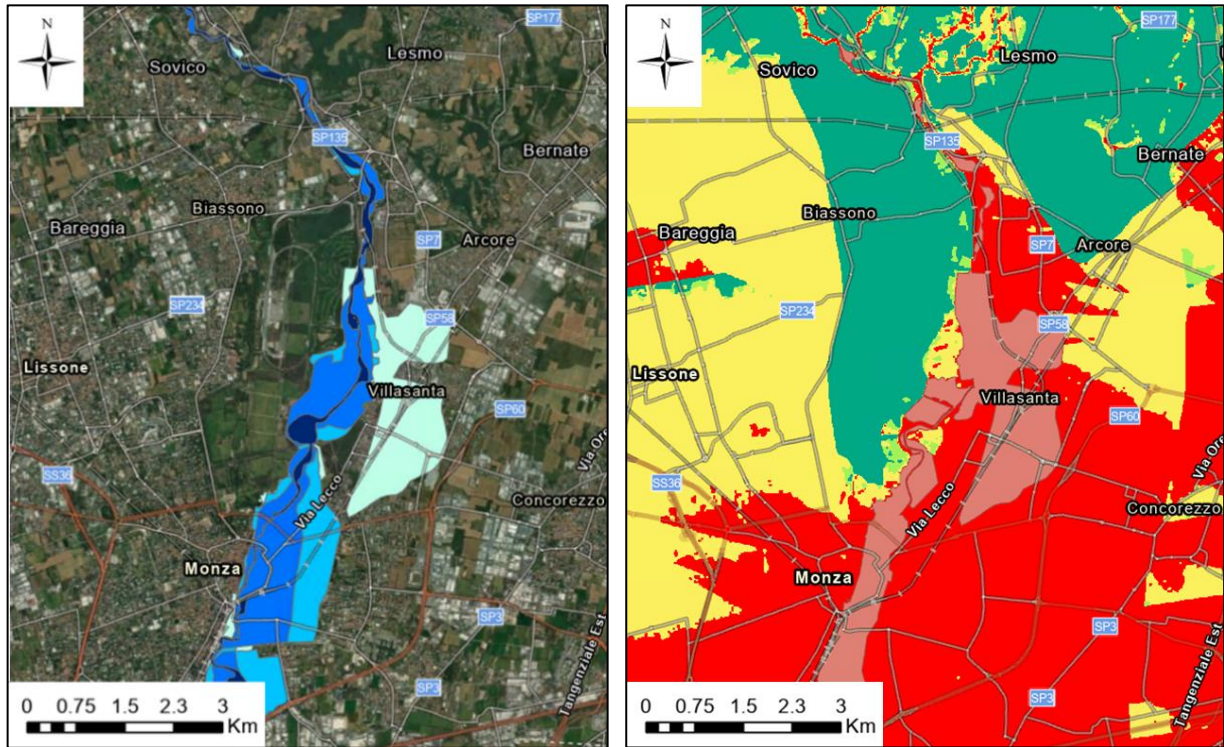 N
SP177
Lesmo
Sovico
SP135
Bernate
Biassono
Bareggia
SP7
Arcore
SP234
SP58
Lissone
Villasanta
SP60
SS36
Via Lecco
Via Ore
Concorezzo
Monza
SP3
SP3
Tangenziale Est
0 0.75 1.5 2.3 3
Km
N
SP177
Lesmo
Sovico
SP135
Bernate
Biassono
Bareggia
SP7
Arcore
SP234
SP58
Lissone
Villasanta
SP60
SS36
Via Lecco
Via Ore
Concorezzo
Monza
SP3
SP3
Tangenziale Est
0 0.75 1.5 2.3 3
Km